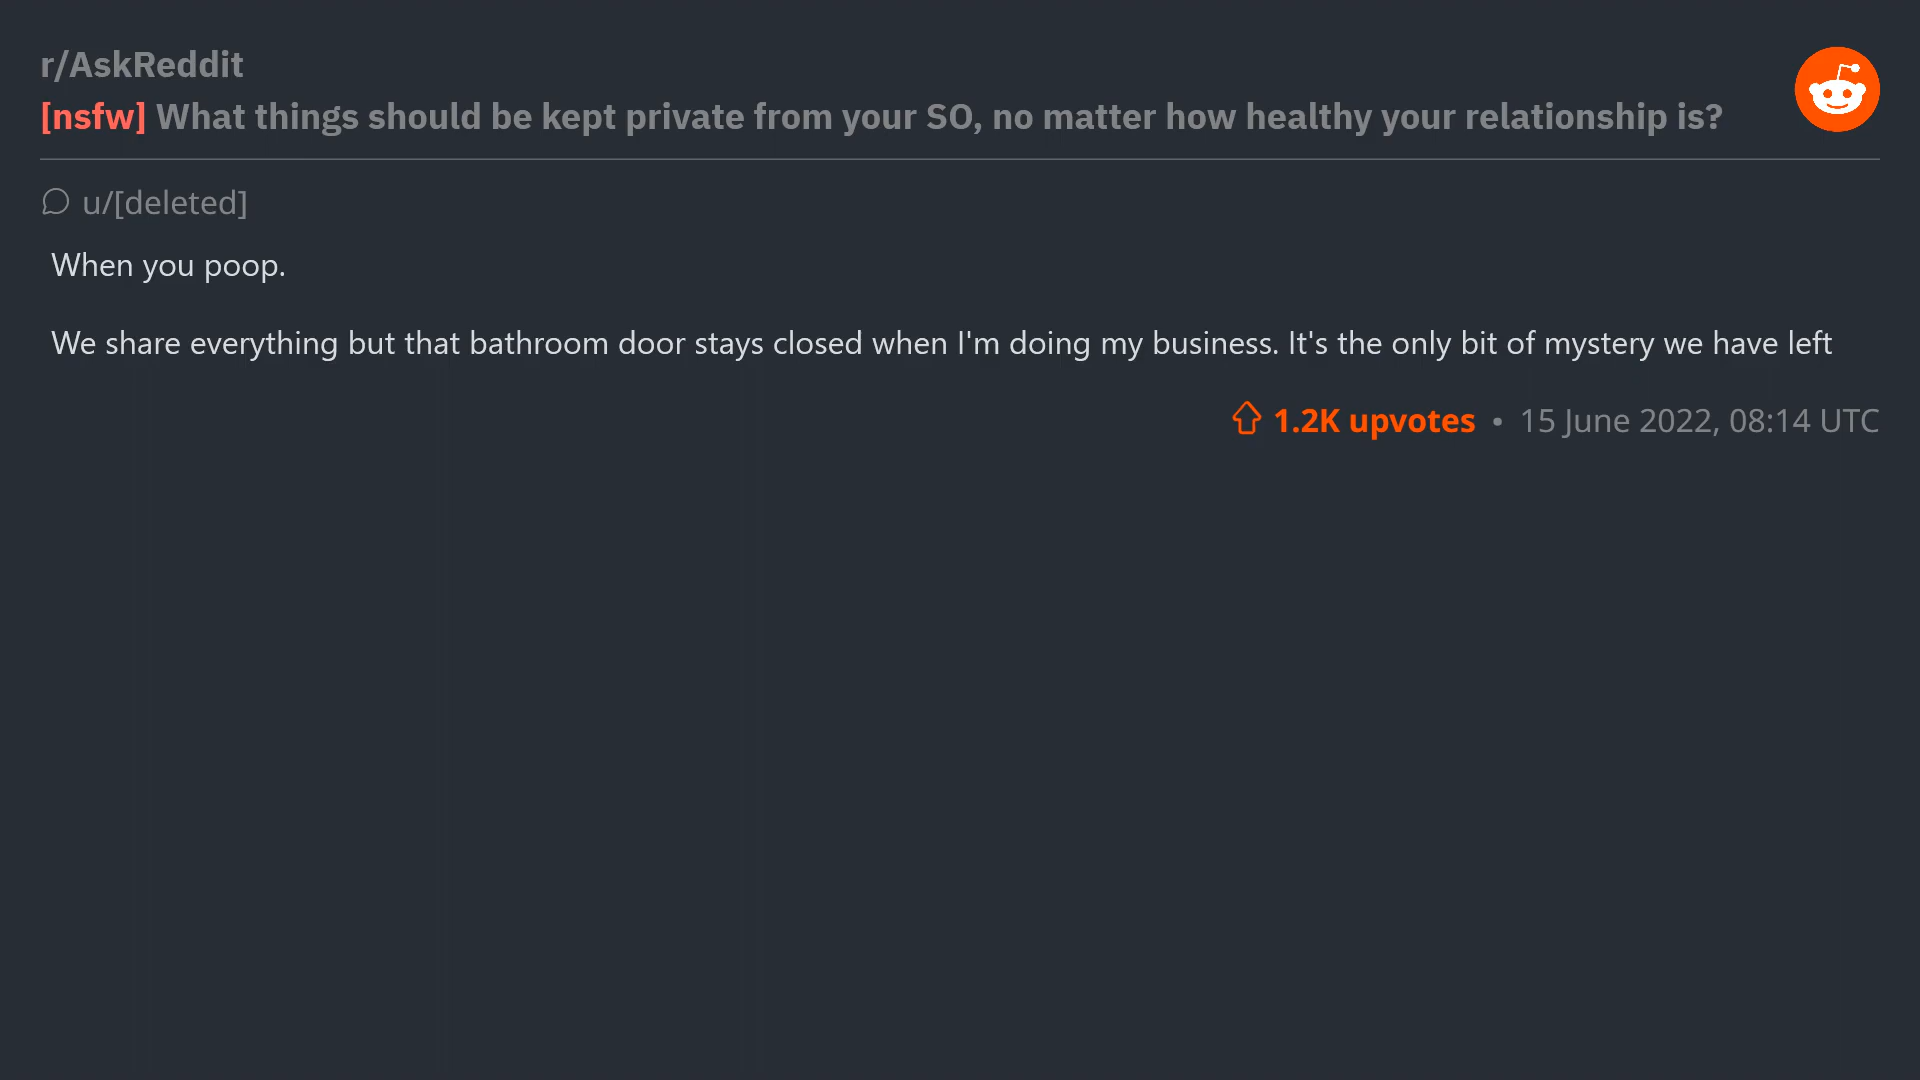 r/AskReddit
[nsfw] What things should be kept private from your SO, no matter how healthy your relationship is?
u/[deleted]
When you poop.
We share everything but that bathroom door stays closed when I'm doing my business. It's the only bit of mystery we have left
1.2K upvotes • 15 June 2022, 08:14 UTC